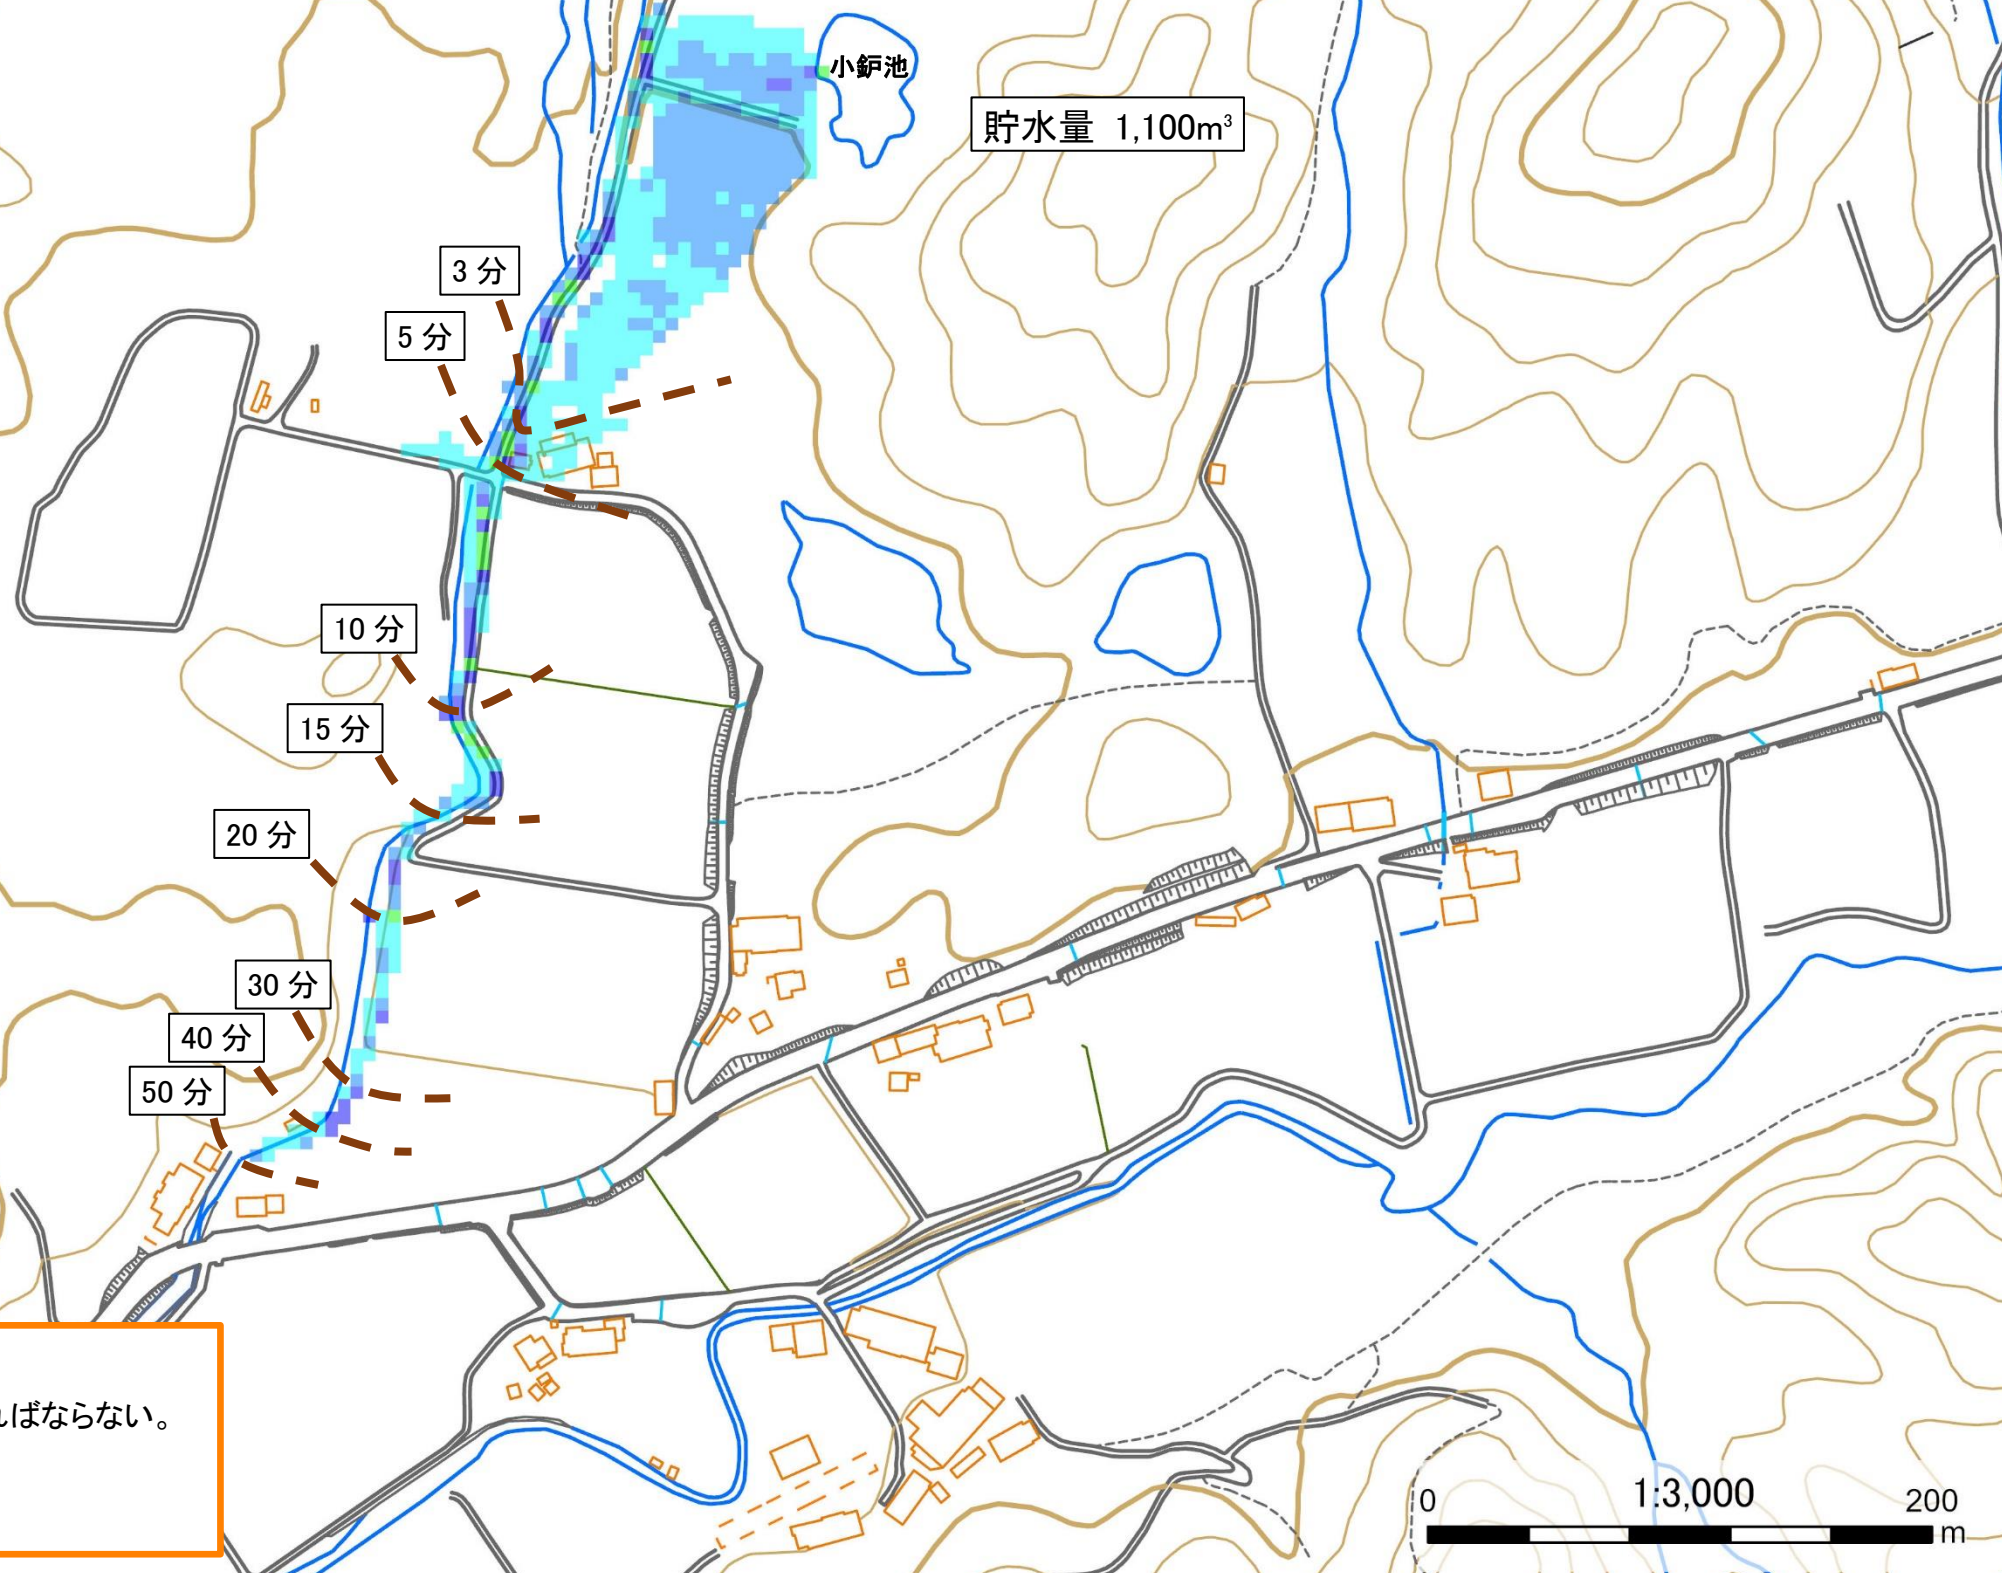 小鈩池
貯水量 1,100m³
3 分
5 分
10 分
15 分
20 分
30 分
40 分
50 分
ればならない。
0 1:3,000 200
m